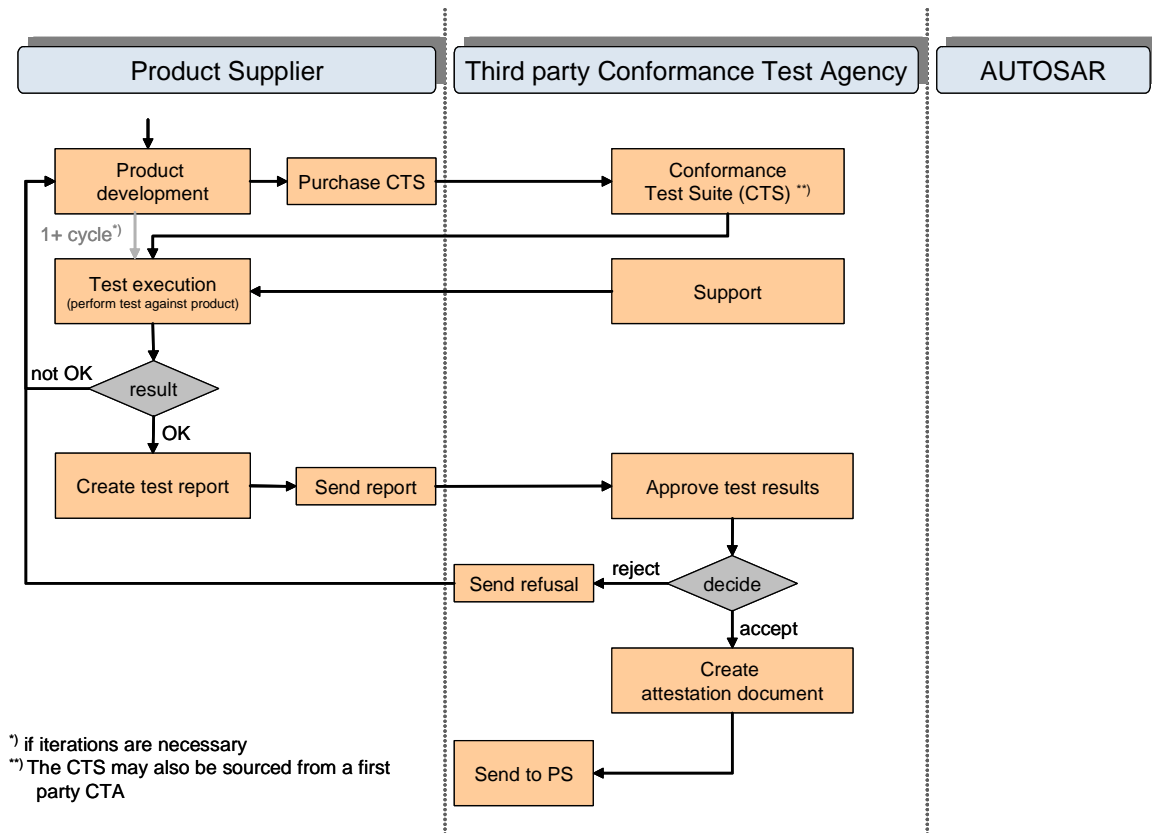 Product Supplier
Third party Conformance Test Agency
AUTOSAR
Product
development
Purchase CTS
Conformance
Test Suite (CTS) **)
1+ cycle*)
Test execution
(perform test against product)
Support
not OK
result
OK
Create test report
Send report
Approve test results
Send refusal
reject
decide
accept
Create
attestation document
Send to PS
*) if iterations are necessary
**) The CTS may also be sourced from a first
party CTA